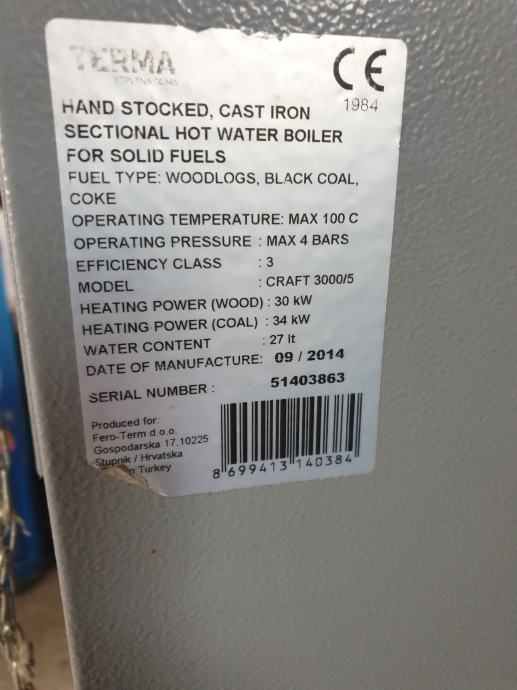 TERMA
CE
1984
HAND STOCKED, CAST IRON
SECTIONAL HOT WATER BOILER
FOR SOLID FUELS
FUEL TYPE: WOODLOGS, BLACK COAL,
COKE
OPERATING TEMPERATURE: MAX 100 C
OPERATING PRESSURE : MAX 4 BARS
EFFICIENCY CLASS : 3
MODEL : CRAFT 3000/5
HEATING POWER (WOOD) : 30 kW
HEATING POWER (COAL) : 34 kW
WATER CONTENT : 27 lt
DATE OF MANUFACTURE: 09 / 2014
SERIAL NUMBER : 51403863
Produced for:
Fero-Term d.o.o.
Gospodarska 17,10225
Stupnik / Hrvatska
in Turkey
8 699413 140384